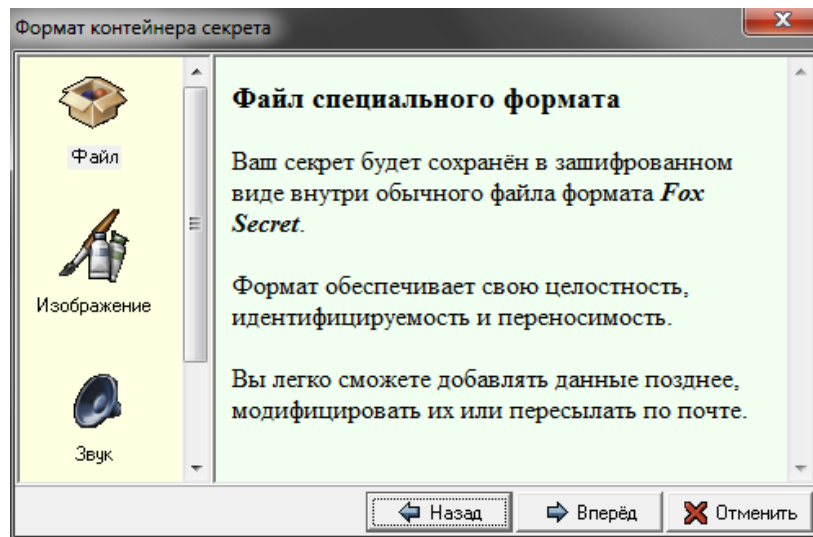 Формат контейнера секрета
Файл
Изображение
Звук
Файл специального формата
Ваш секрет будет сохранён в зашифрованном
виде внутри обычного файла формата Fox
Secret.
Формат обеспечивает свою целостность,
идентифицируемость и переносимость.
Вы легко сможете добавлять данные позднее,
модифицировать их или пересылать по почте.
Назад
Вперёд
Отменить